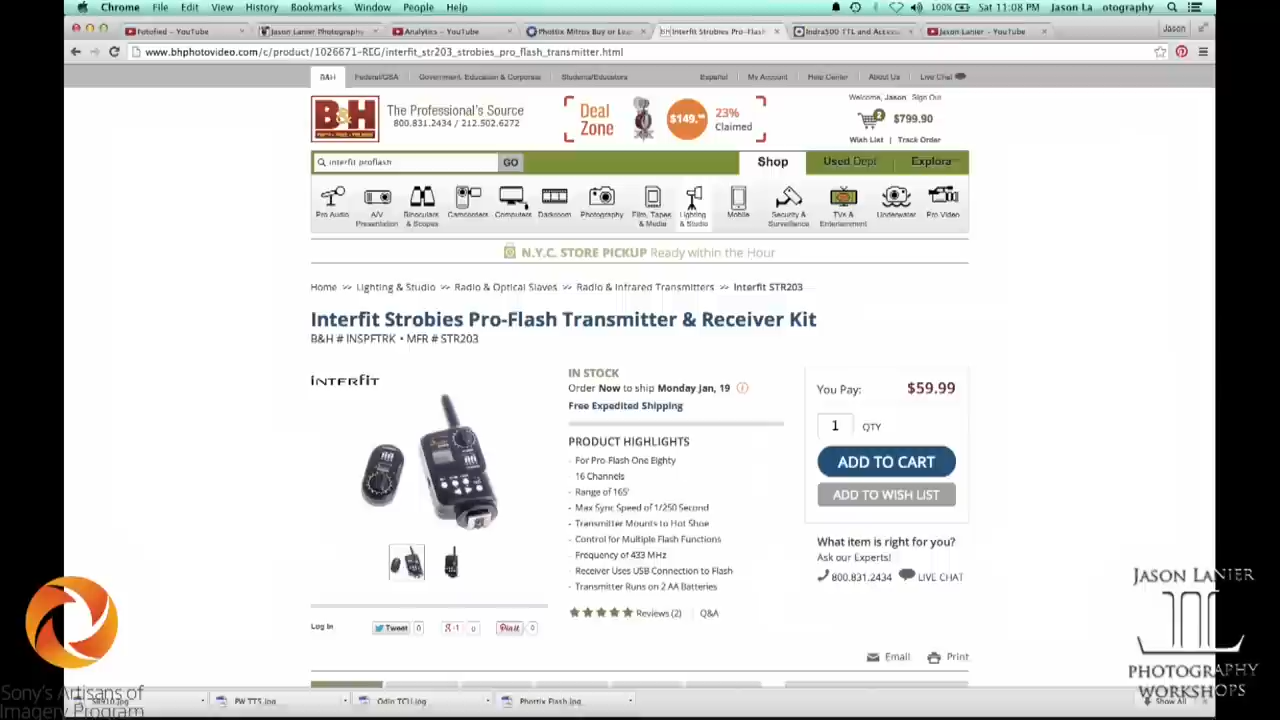 Chrome File Edit View History Bookmarks Window People Help 100% Sat 11:08 PM Jason La otography
Fotofied – YouTube Jason Lanier Photography Analytics – YouTube Phottix Mitros Buy or Lea Interfit Strobies Pro-Flash Indra500 TTL and Access Jason Lanier – YouTube Jason
www.bhphotovideo.com/c/product/1026671-REG/interfit_str203_strobies_pro_flash_transmitter.html
B&H Federal/GSA Government, Education & Corporate Students/Educators Español My Account Help Center About Us Live Chat
B&H The Professional's Source
800.831.2434 / 212.502.6272
Deal Zone $149. 23% Claimed
Welcome, Jason Sign Out
2 $799.90
Wish List | Track Order
interfit proflash GO Shop Used Dept Explora
Pro Audio A/V Presentation Binoculars & Scopes Camcorders Computers Darkroom Photography Film, Tapes & Media Lighting & Studio Mobile Security & Surveillance TVs & Entertainment Underwater Pro Video
N.Y.C. STORE PICKUP Ready within the Hour
Home >> Lighting & Studio >> Radio & Optical Slaves >> Radio & Infrared Transmitters >> Interfit STR203
Interfit Strobies Pro-Flash Transmitter & Receiver Kit
B&H # INSPFTRK • MFR # STR203
interfit
IN STOCK
Order Now to ship Monday Jan, 19
Free Expedited Shipping
PRODUCT HIGHLIGHTS
- For Pro-Flash One Eighty
- 16 Channels
- Range of 165'
- Max Sync Speed of 1/250 Second
- Transmitter Mounts to Hot Shoe
- Control for Multiple Flash Functions
- Frequency of 433 MHz
- Receiver Uses USB Connection to Flash
- Transmitter Runs on 2 AA Batteries
Reviews (2) | Q&A
You Pay: $59.99
1 QTY
ADD TO CART
ADD TO WISH LIST
What item is right for you?
Ask our Experts!
800.831.2434 LIVE CHAT
Log in Tweet 0 +1 0 Pin it 0
Email Print
JASON LANIER
PHOTOGRAPHY
WORKSHOPS
Sony's Artisans of
Imagery Program
PW TT5.jpg Odin TCU.jpg Phottix Flash.jpg Show All